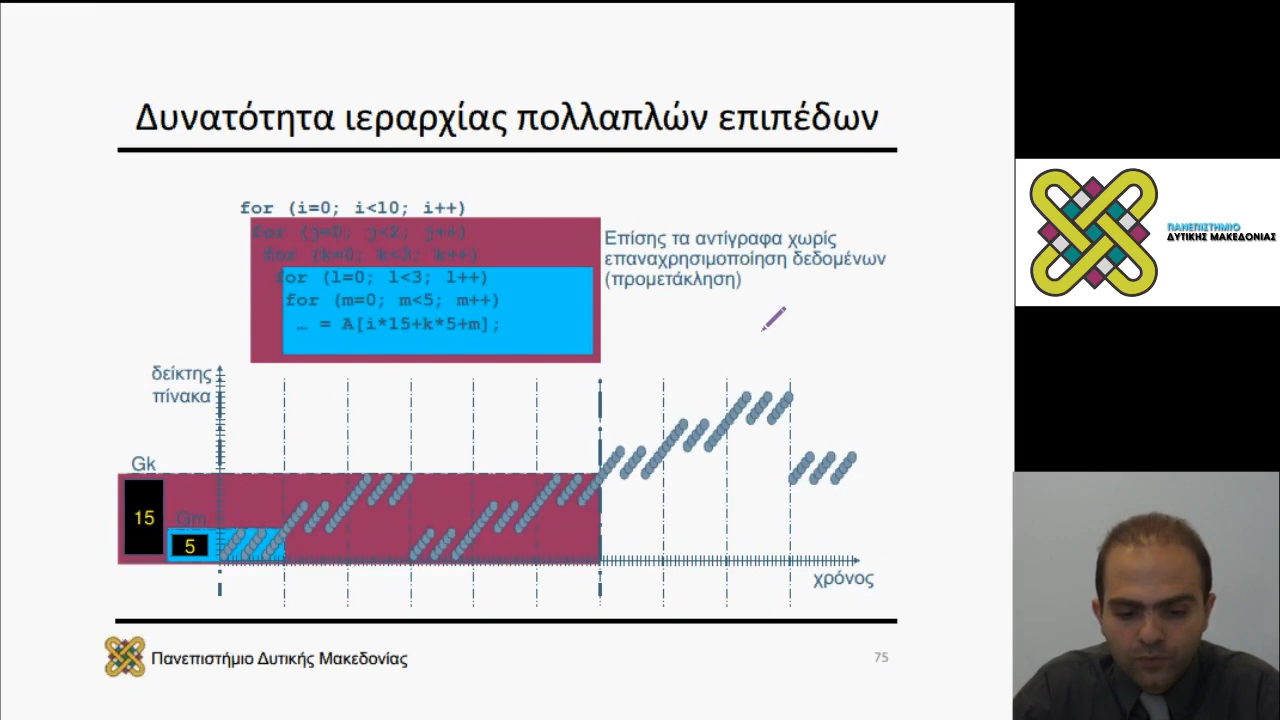 Δυνατότητα ιεραρχίας πολλαπλών επιπέδων
for (i=0; i<10; i++)
for (j=0; j<2; j++)
for (k=0; k<3; k++)
for (l=0; l<3; l++)
for (m=0; m<5; m++)
… = A[i*15+k*5+m];
Επίσης τα αντίγραφα χωρίς
επαναχρησιμοποίηση δεδομένων
(προμετάκληση)
δείκτης
πίνακα
Gk
15
Gm
5
χρόνος
Πανεπιστήμιο Δυτικής Μακεδονίας
75
ΠΑΝΕΠΙΣΤΗΜΙΟ
ΔΥΤΙΚΗΣ ΜΑΚΕΔΟΝΙΑΣ